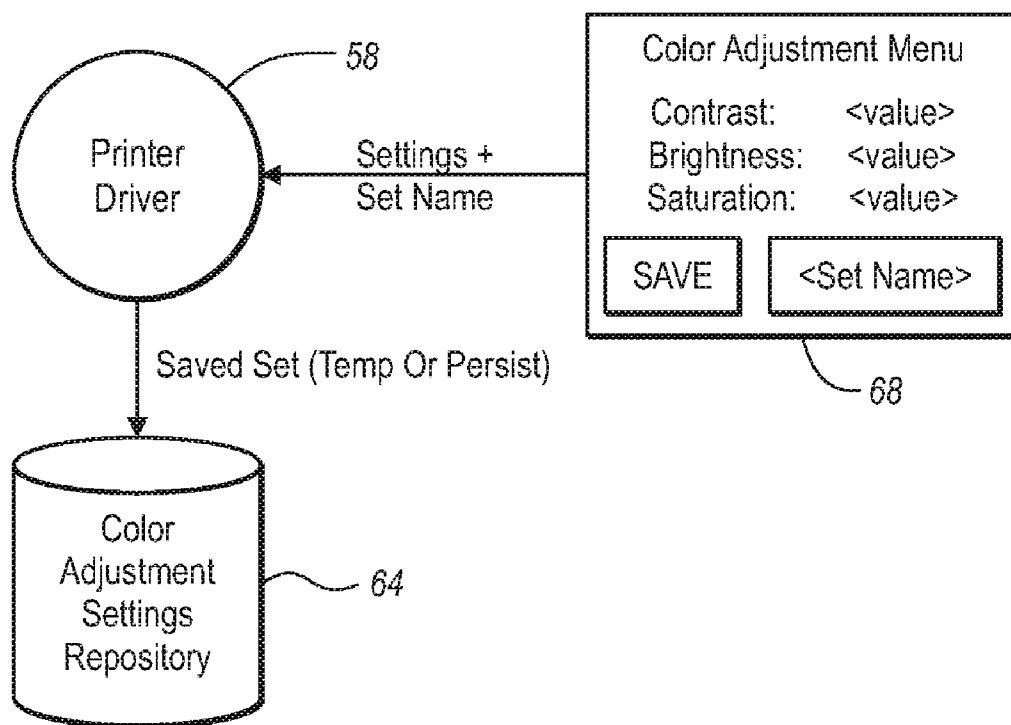 58
Printer
Driver
Settings +
Set Name
Color Adjustment Menu
Contrast: <value>
Brightness: <value>
Saturation: <value>
SAVE
<Set Name>
68
Saved Set (Temp Or Persist)
Color
Adjustment
Settings
Repository
64